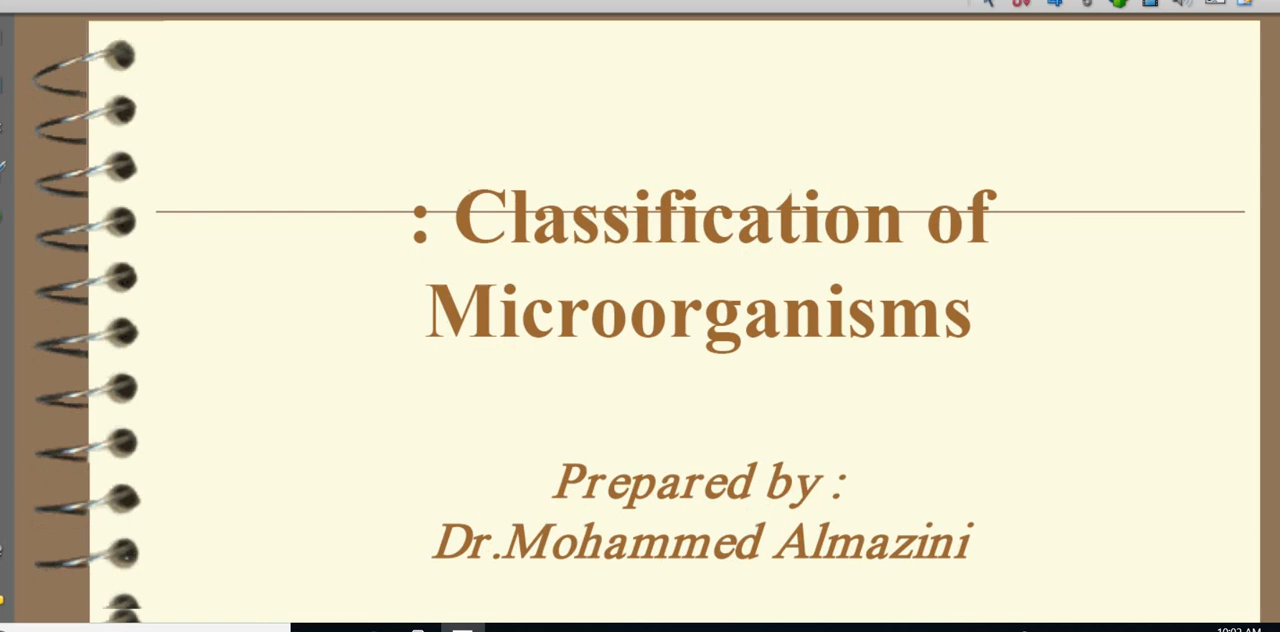 : Classification of
Microorganisms
Prepared by :
Dr.Mohammed Almazini